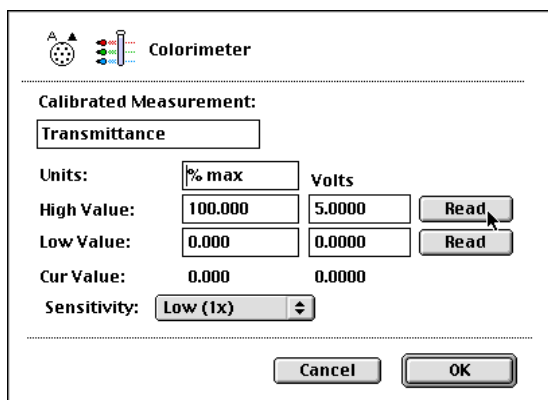 A
Colorimeter
Calibrated Measurement:
Transmittance
Units: % max Volts
High Value: 100.000 5.0000 Read
Low Value: 0.000 0.0000 Read
Cur Value: 0.000 0.0000
Sensitivity: Low (1x)
Cancel OK